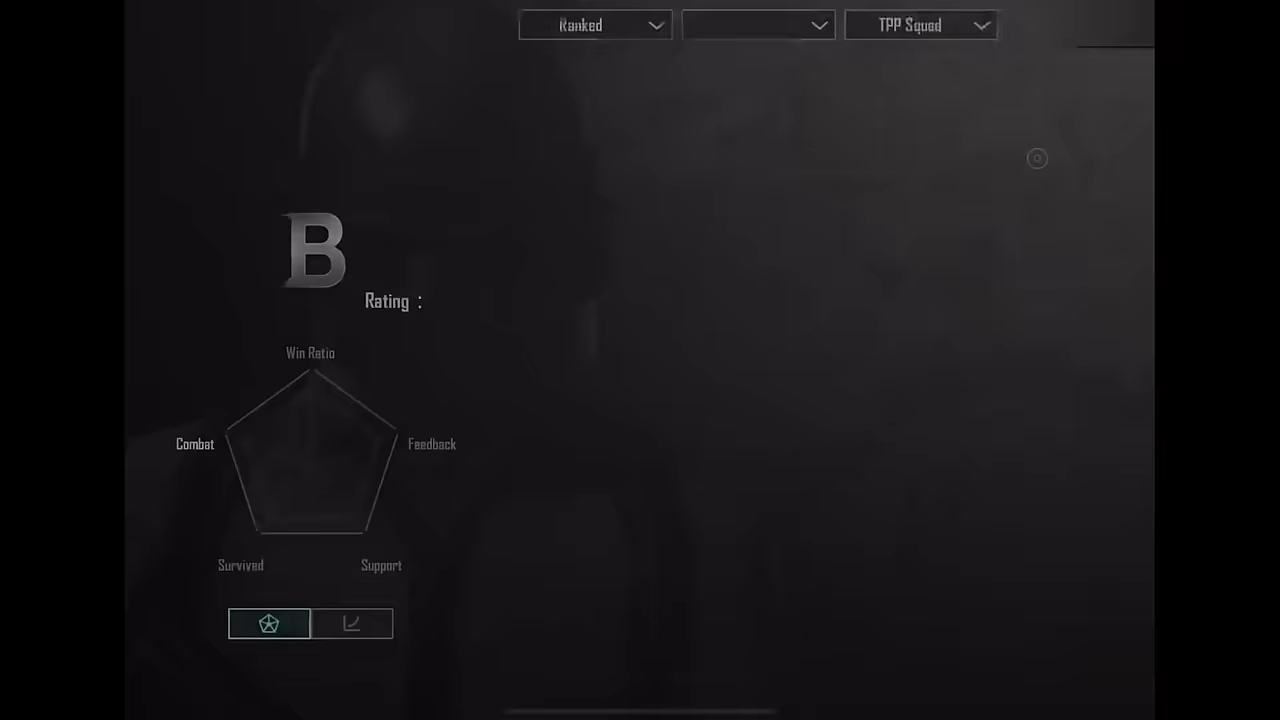 Ranked
TPP Squad
B
Rating :
Win Ratio
Combat
Feedback
Survived
Support